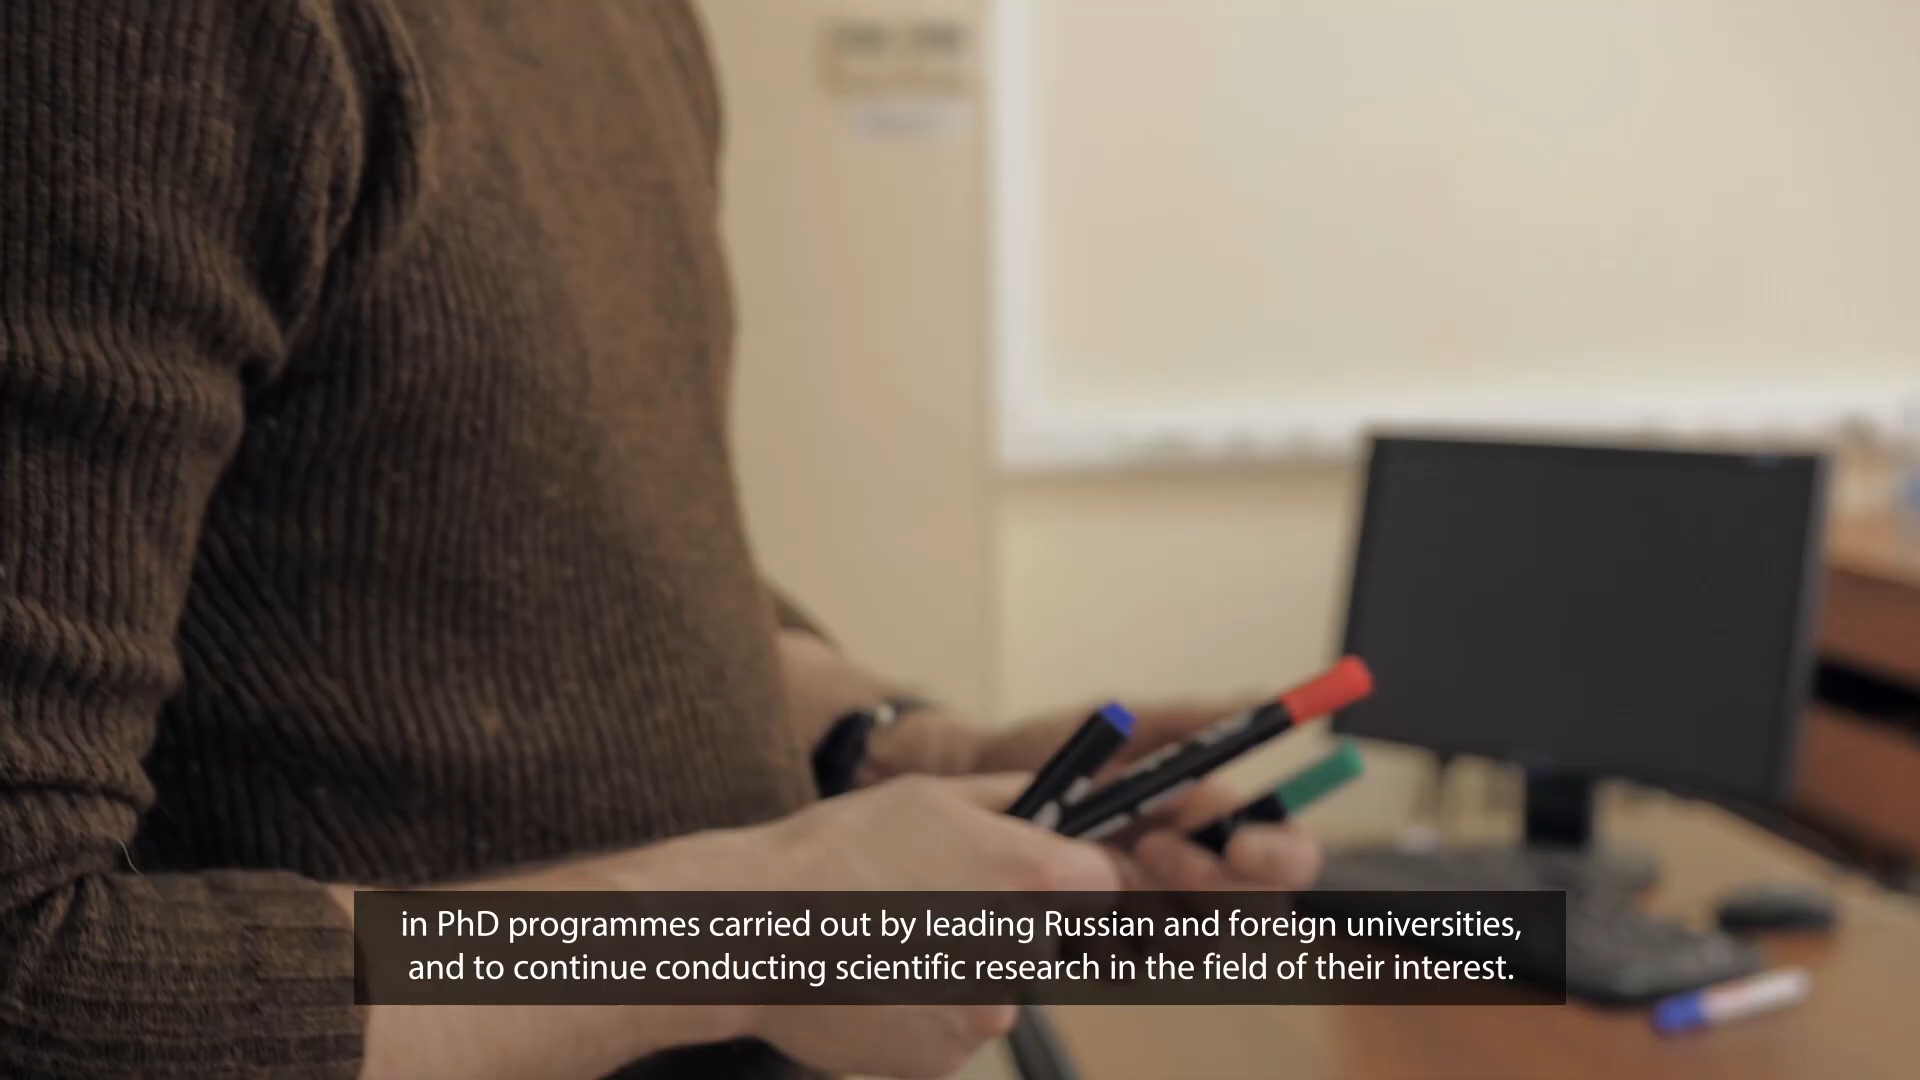 in PhD programmes carried out by leading Russian and foreign universities,
and to continue conducting scientific research in the field of their interest.